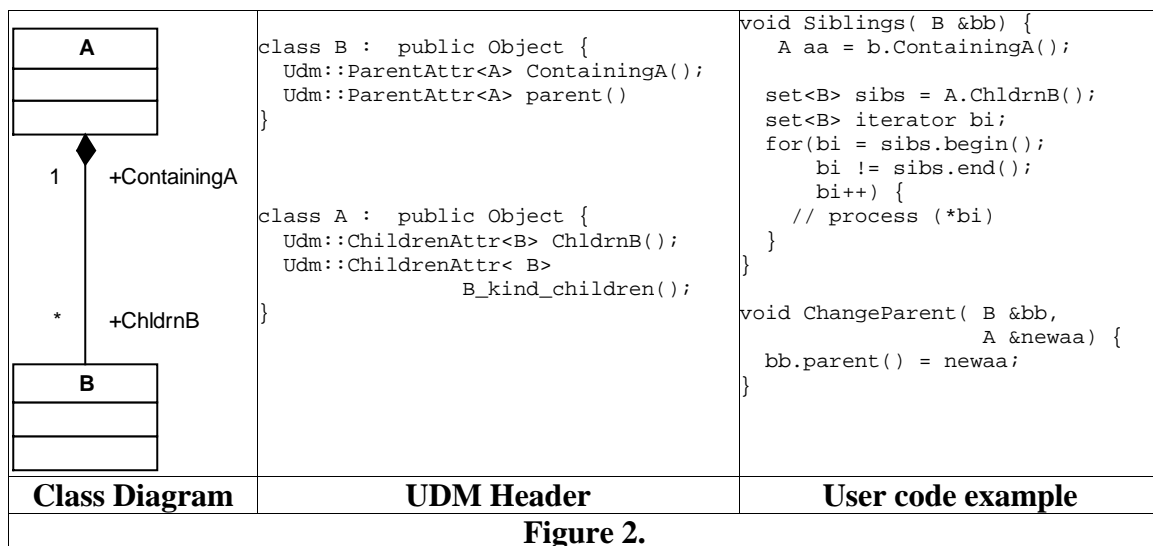 A
1
+ContainingA
*
+ChldrnB
B
class B :  public Object {
  Udm::ParentAttr<A> ContainingA();
  Udm::ParentAttr<A> parent()
}
class A :  public Object {
  Udm::ChildrenAttr<B> ChldrnB();
  Udm::ChildrenAttr< B>
                B_kind_children();
}
void Siblings( B &bb) {
   A aa = b.ContainingA();
  set<B> sibs = A.ChldrnB();
  set<B> iterator bi;
  for(bi = sibs.begin();
      bi != sibs.end();
      bi++) {
    // process (*bi)
  }
}
void ChangeParent( B &bb,
                   A &newaa) {
  bb.parent() = newaa;
}
Class Diagram
UDM Header
User code example
Figure 2.